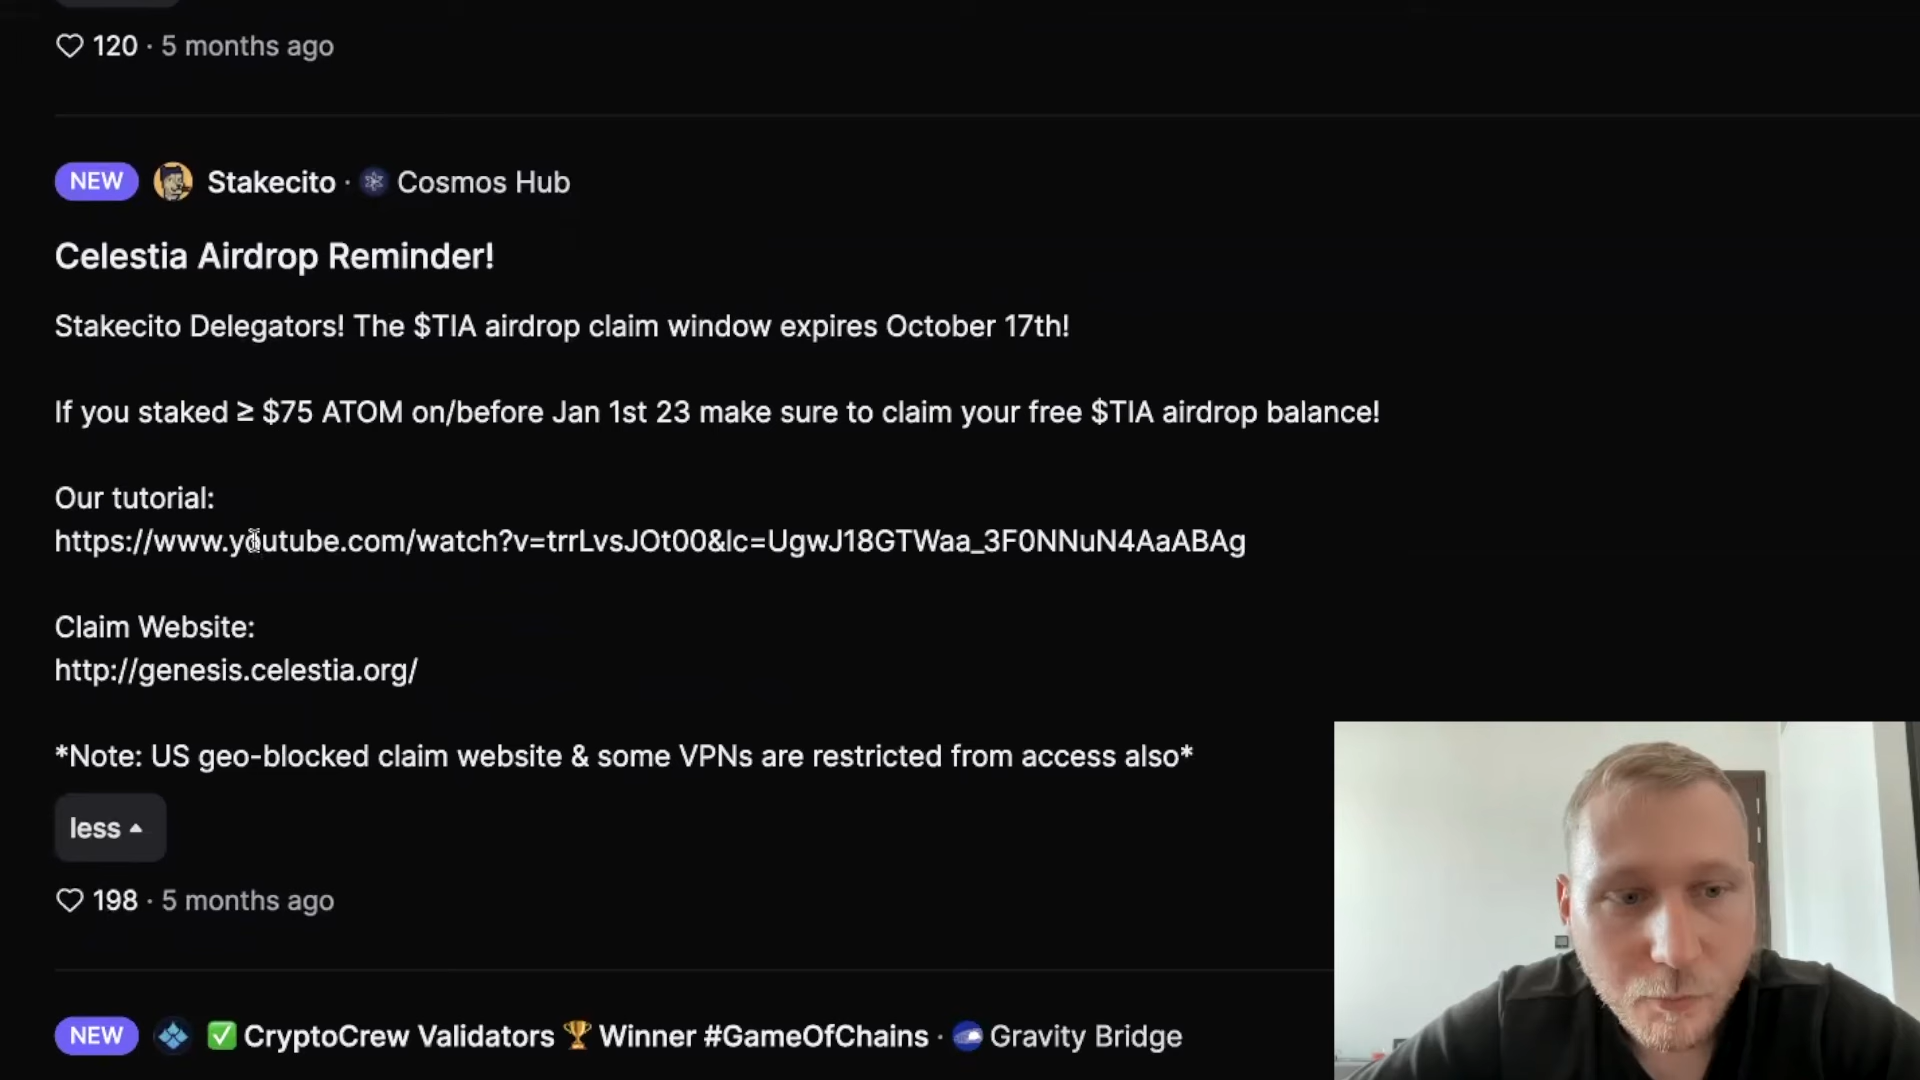 120 · 5 months ago
NEW Stakecito · Cosmos Hub
Celestia Airdrop Reminder!
Stakecito Delegators! The $TIA airdrop claim window expires October 17th!
If you staked ≥ $75 ATOM on/before Jan 1st 23 make sure to claim your free $TIA airdrop balance!
Our tutorial:
https://www.youtube.com/watch?v=trrLvsJOt00&lc=UgwJ18GTWaa_3F0NNuN4AaABAg
Claim Website:
http://genesis.celestia.org/
*Note: US geo-blocked claim website & some VPNs are restricted from access also*
less
198 · 5 months ago
NEW ✅ CryptoCrew Validators 🏆 Winner #GameOfChains · Gravity Bridge